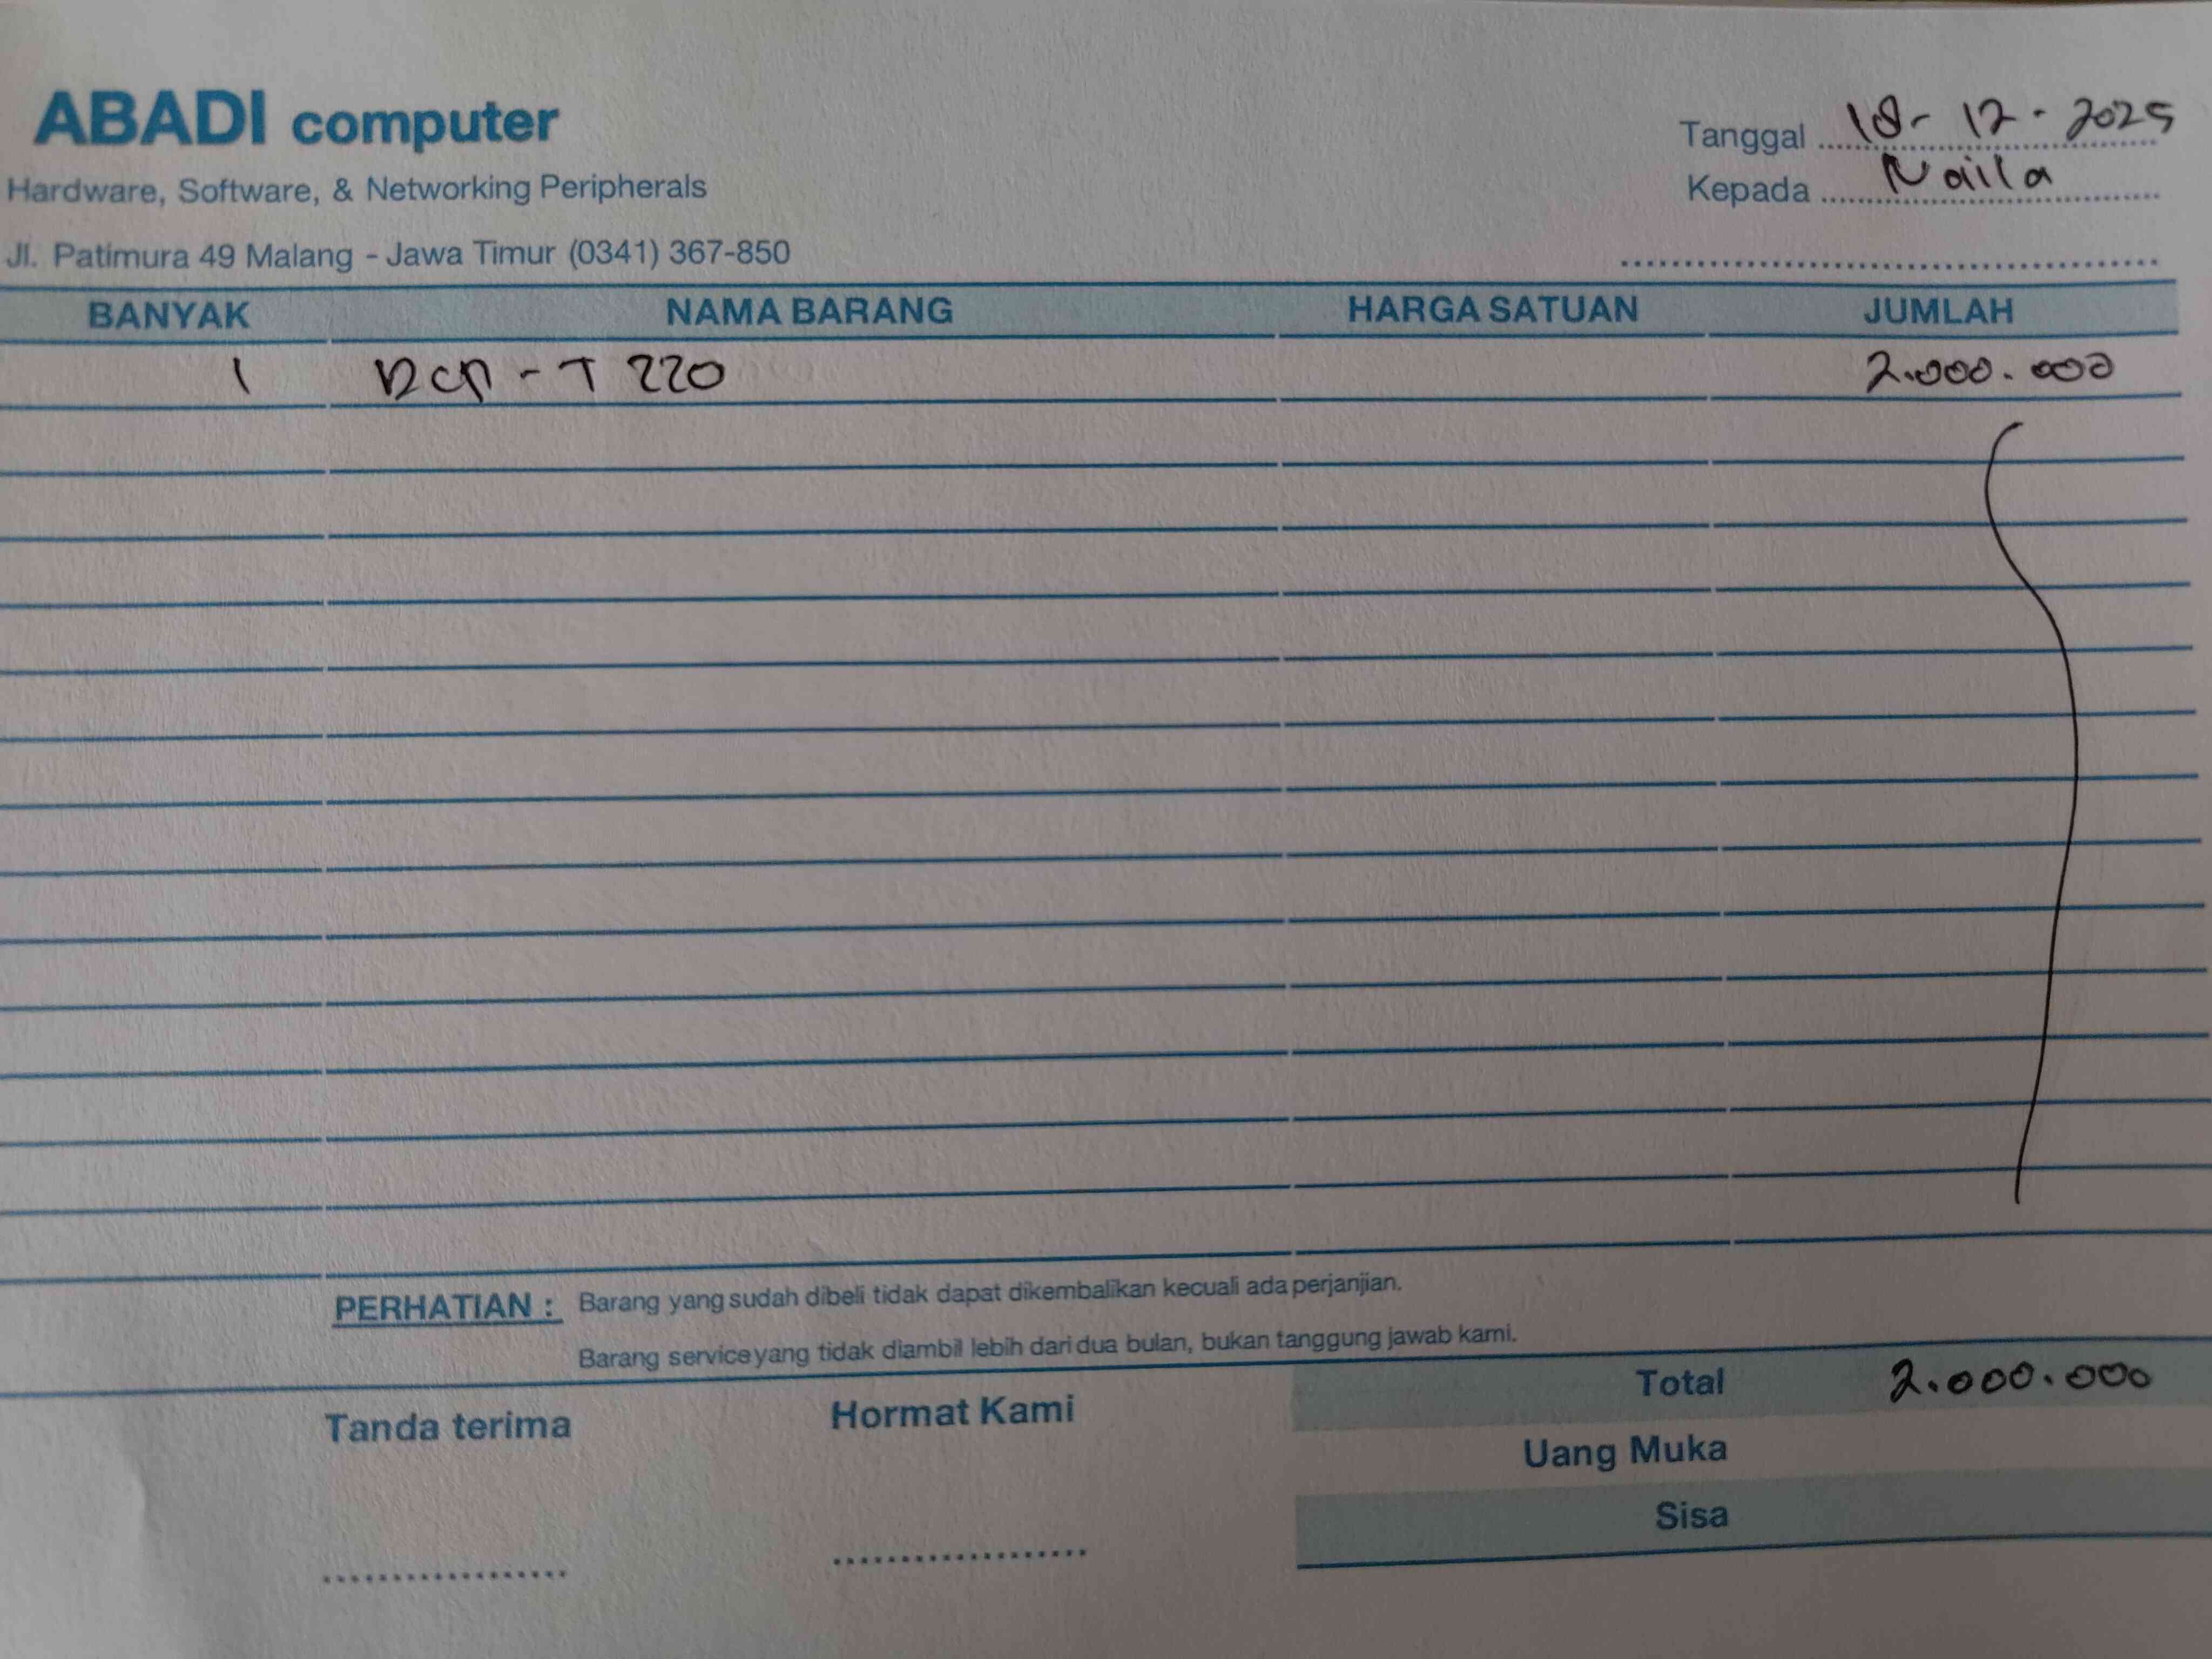 ABADI computer
Hardware, Software, & Networking Peripherals
Jl. Patimura 49 Malang - Jawa Timur (0341) 367-850
Tanggal 18-12-2025
Kepada Nailla
BANYAK NAMA BARANG HARGA SATUAN JUMLAH
1 DCP - T 220 2.000.000
PERHATIAN : Barang yang sudah dibeli tidak dapat dikembalikan kecuali ada perjanjian.
Barang service yang tidak diambil lebih dari dua bulan, bukan tanggung jawab kami.
Tanda terima Hormat Kami
Total 2.000.000
Uang Muka
Sisa